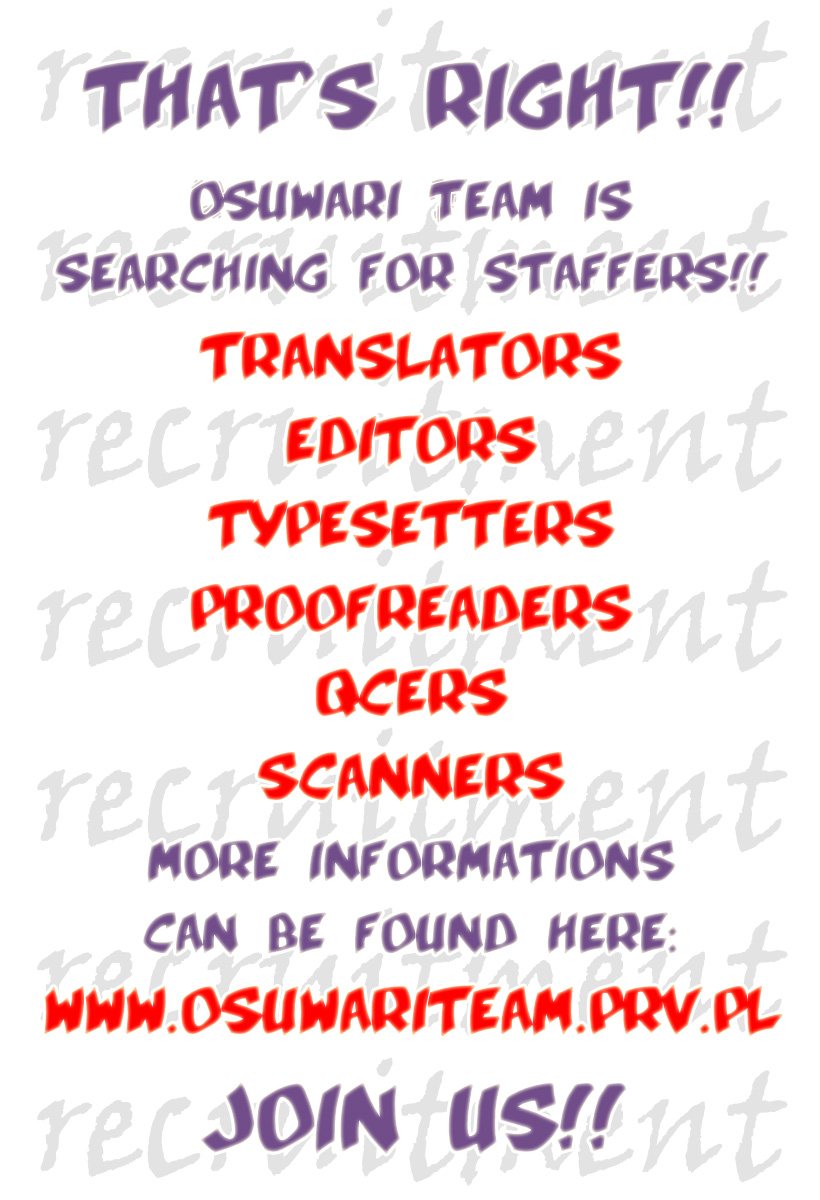 recruitment
THAT'S RIGHT!!
OSUWARI TEAM IS
recruitment
SEARCHING FOR STAFFERS!!
TRANSLATORS
recruitment
EDITORS
TYPESETTERS
recruitment
PROOFREADERS
QCERS
recruitment
SCANNERS
MORE INFORMATIONS
CAN BE FOUND HERE:
recruitment
WWW.OSUWARITEAM.PRV.PL
recruitment
JOIN US!!